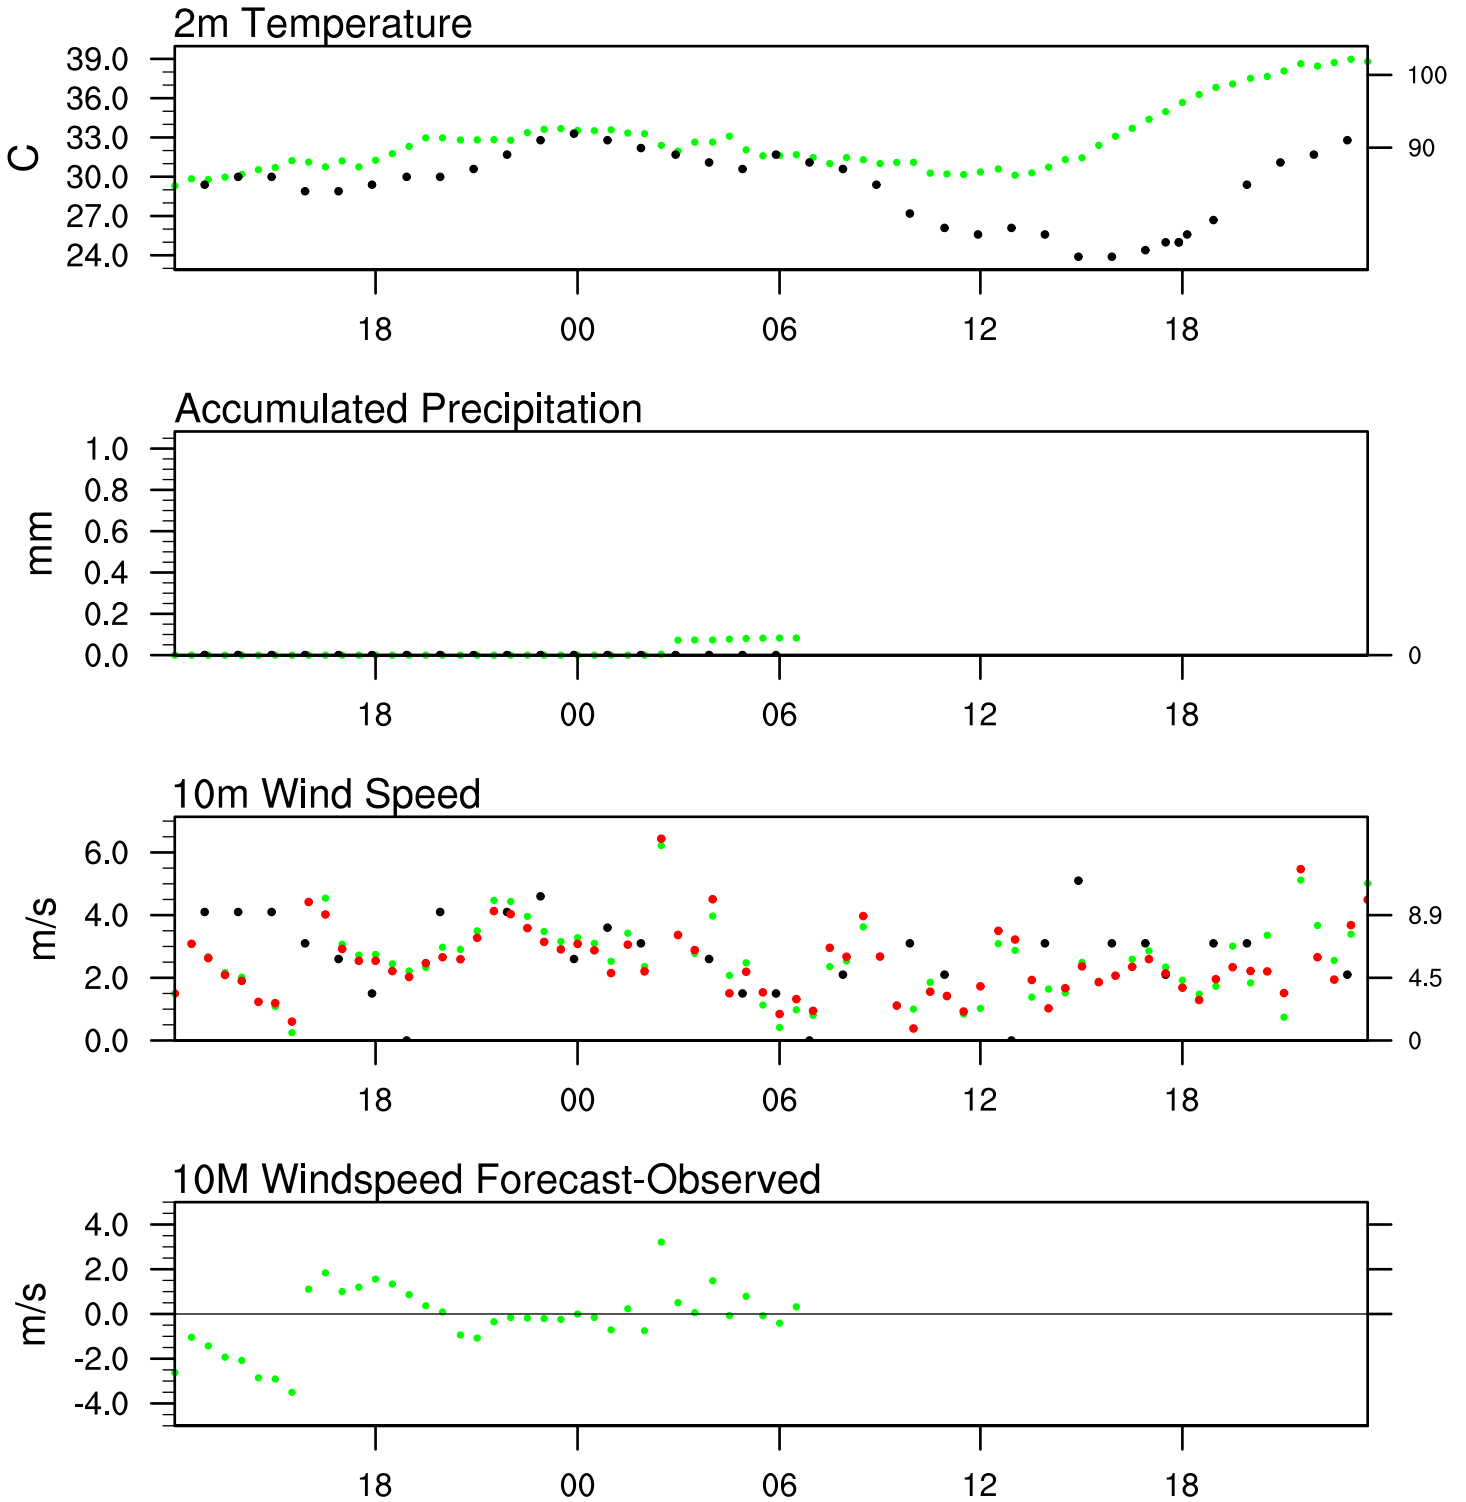 2m Temperature
39.0
36.0
33.0
30.0
27.0
24.0
C
100
90
18 00 06 12 18
Accumulated Precipitation
1.0
0.8
0.6
0.4
0.2
0.0
mm
0
18 00 06 12 18
10m Wind Speed
6.0
4.0
2.0
0.0
m/s
8.9
4.5
0
18 00 06 12 18
10M Windspeed Forecast-Observed
4.0
2.0
0.0
-2.0
-4.0
m/s
18 00 06 12 18